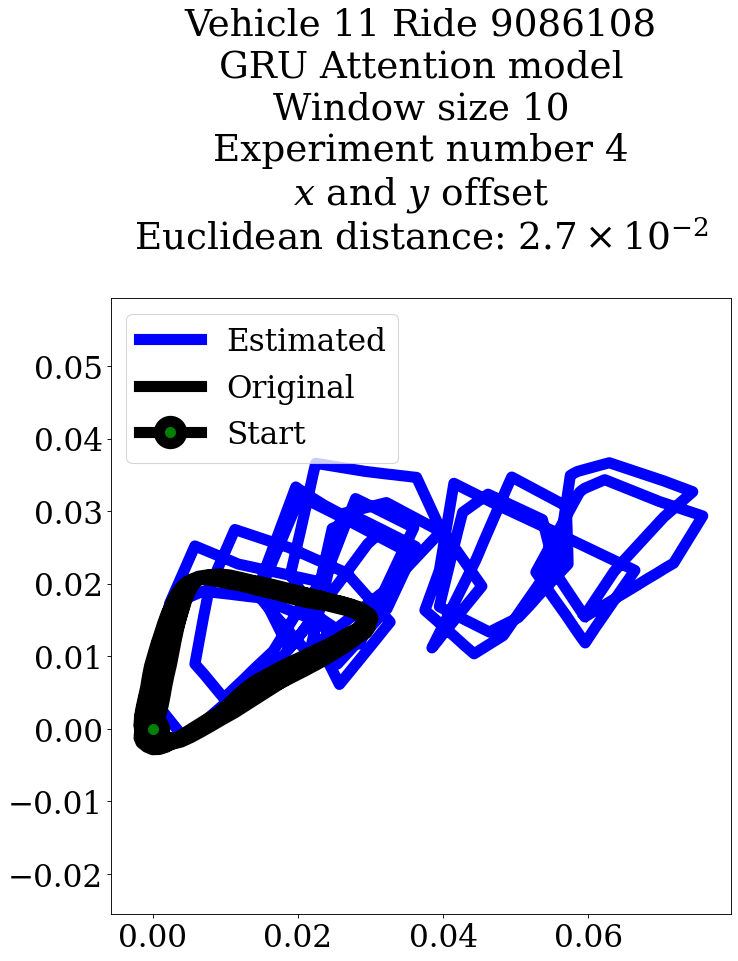 Vehicle 11 Ride 9086108
GRU Attention model
Window size 10
Experiment number 4
x and y offset
Euclidean distance: 2.7 × 10⁻²
Estimated
Original
Start
0.05
0.04
0.03
0.02
0.01
0.00
−0.01
−0.02
0.00 0.02 0.04 0.06